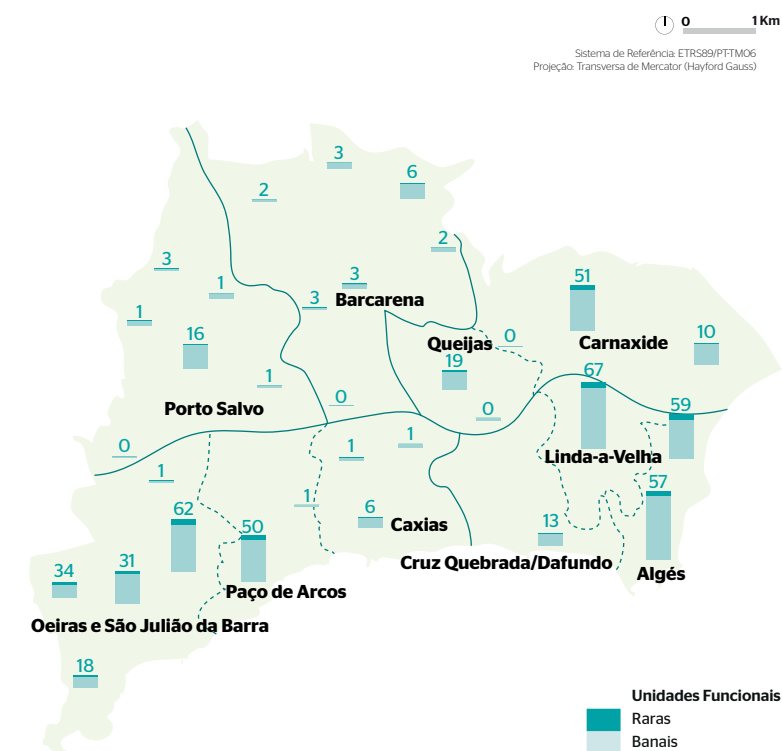 0 1 Km
Sistema de Referência: ETRS89/PT-TM06
Projeção: Transversa de Mercator (Hayford Gauss)
3
6
2
2
3
1
3
3
Barcarena
51
1
16
Queijas
0
Carnaxide
10
19
67
1
0
Porto Salvo
0
59
0
1
1
1
Linda-a-Velha
62
1
6
Caxias
57
50
13
34
31
Cruz Quebrada/Dafundo
Algés
Paço de Arcos
Oeiras e São Julião da Barra
18
Unidades Funcionais
Raras
Banais